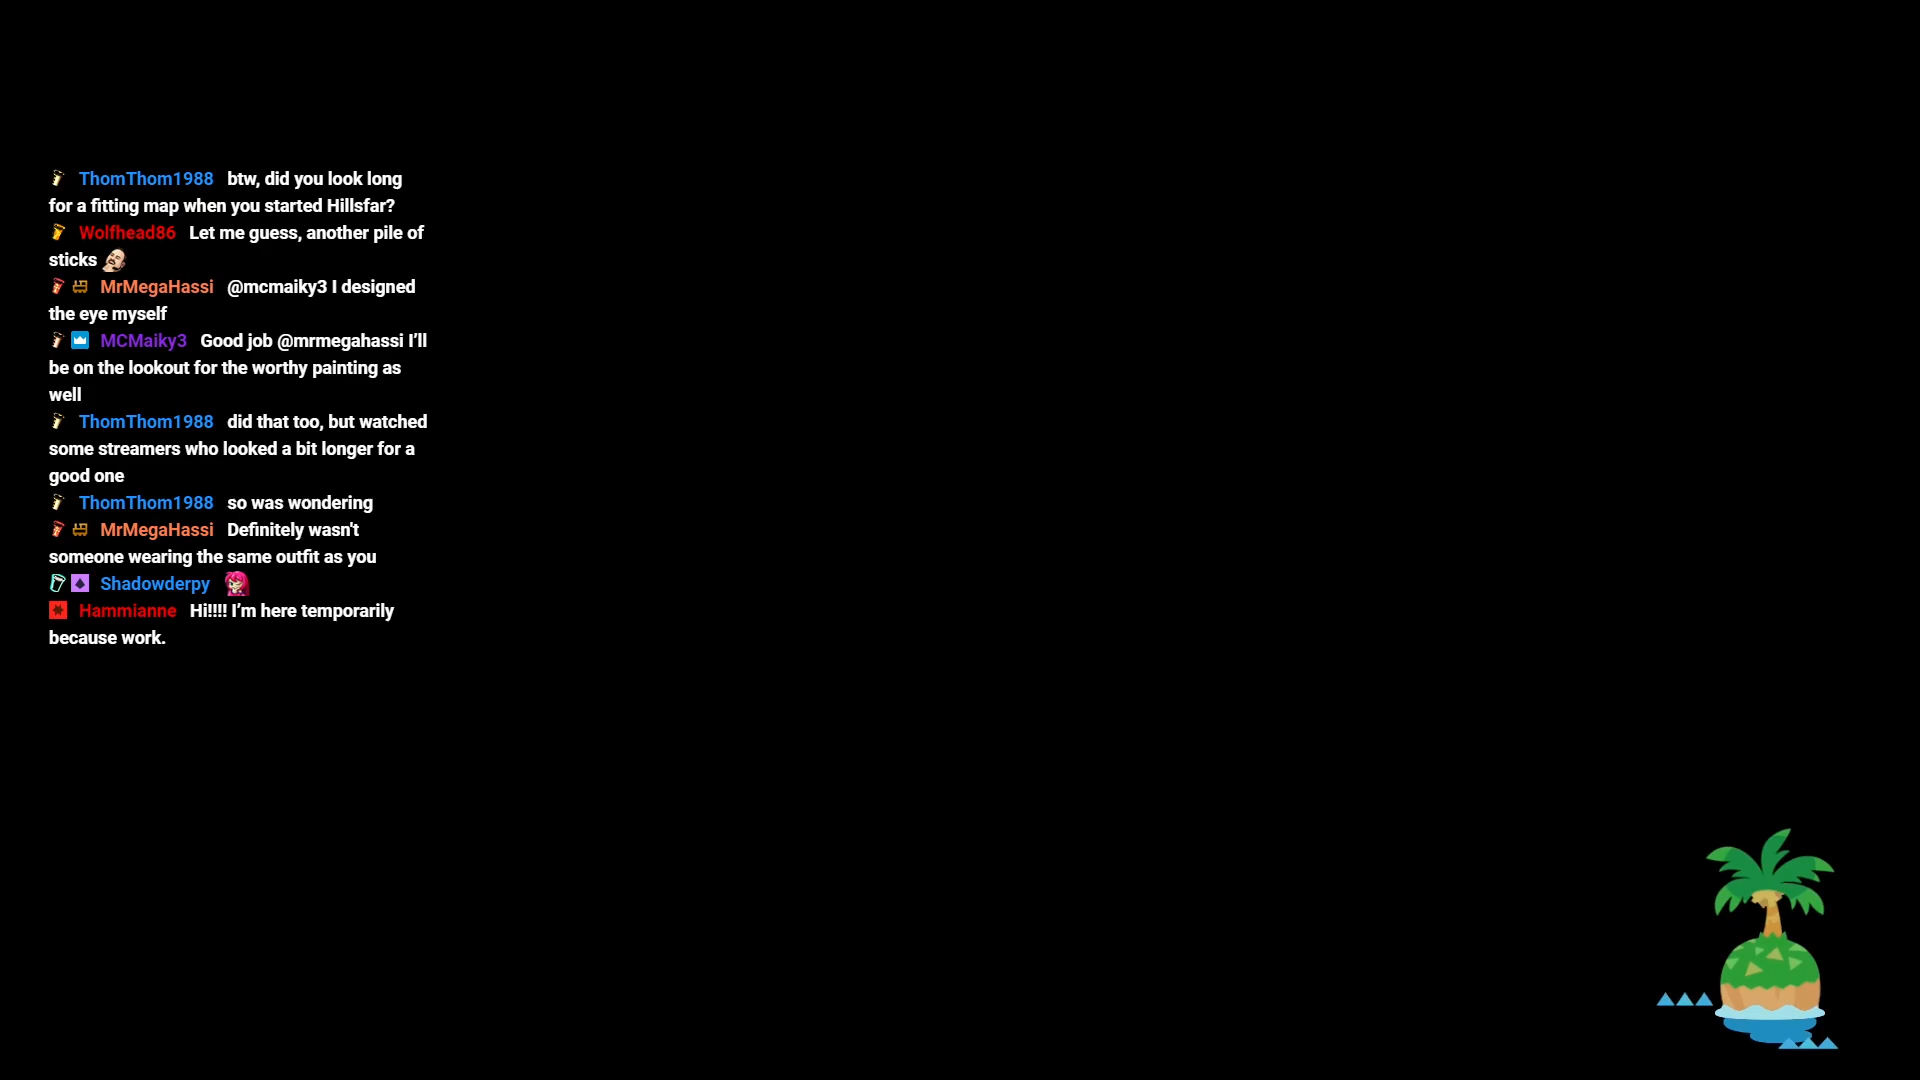 ThomThom1988 btw, did you look long
for a fitting map when you started Hillsfar?
Wolfhead86 Let me guess, another pile of
sticks
MrMegaHassi @mcmaiky3 I designed
the eye myself
MCMaiky3 Good job @mrmegahassi I’ll
be on the lookout for the worthy painting as
well
ThomThom1988 did that too, but watched
some streamers who looked a bit longer for a
good one
ThomThom1988 so was wondering
MrMegaHassi Definitely wasn't
someone wearing the same outfit as you
Shadowderpy
Hammianne Hi!!!! I’m here temporarily
because work.